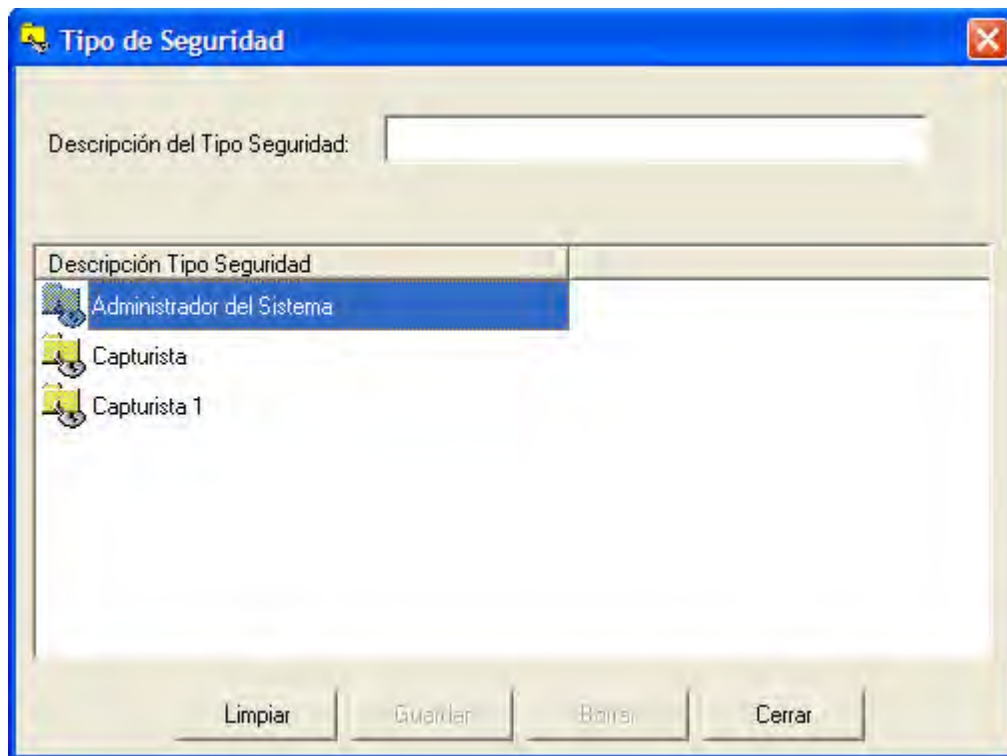 Tipo de Seguridad
Descripción del Tipo Seguridad:
Descripción Tipo Seguridad
Administrador del Sistema
Capturista
Capturista 1
Limpiar Guardar Borrar Cerrar